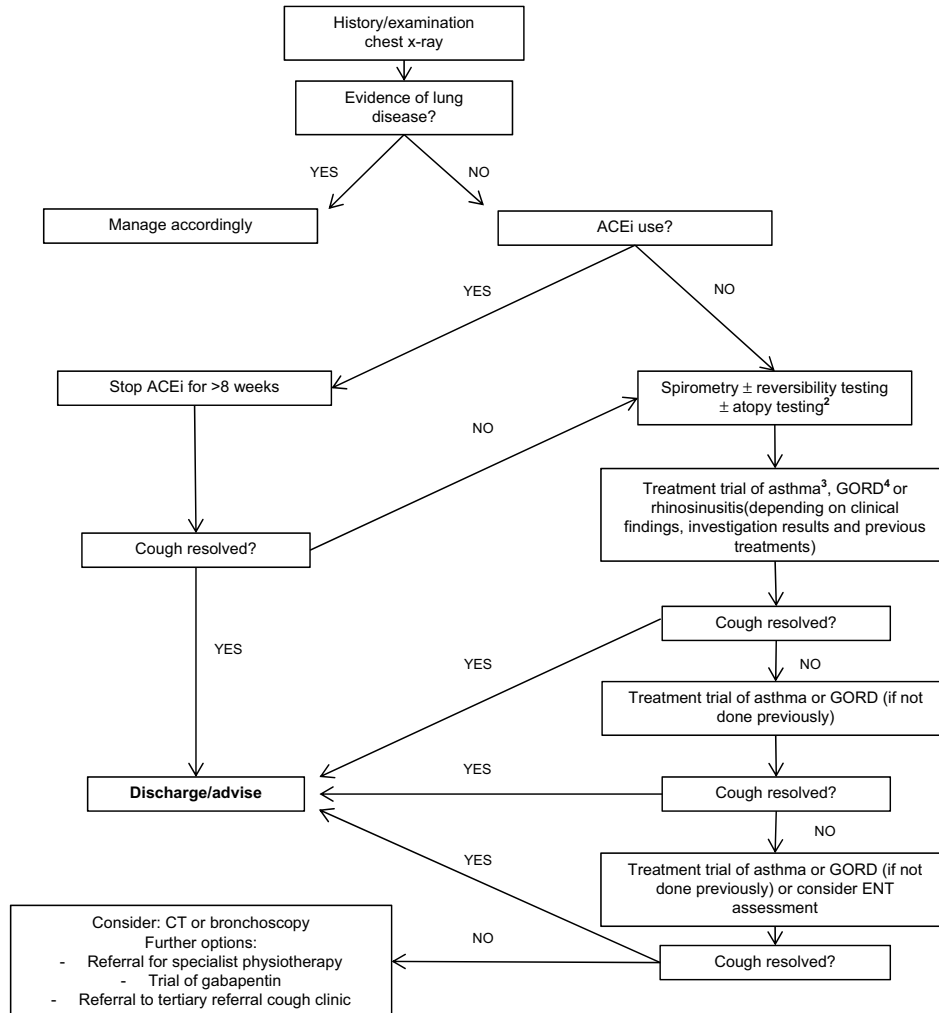 History/examination
chest x-ray
Evidence of lung
disease?
YES
NO
Manage accordingly
ACEi use?
YES
NO
Stop ACEi for >8 weeks
Spirometry ± reversibility testing
± atopy testing²
NO
Treatment trial of asthma³, GORD⁴ or
rhinosinusitis(depending on clinical
findings, investigation results and previous
treatments)
Cough resolved?
YES
Cough resolved?
YES
NO
Treatment trial of asthma or GORD (if not
done previously)
Discharge/advise
YES
Cough resolved?
NO
YES
Treatment trial of asthma or GORD (if not
done previously) or consider ENT
assessment
Consider: CT or bronchoscopy
Further options:
- Referral for specialist physiotherapy
- Trial of gabapentin
- Referral to tertiary referral cough clinic
NO
Cough resolved?